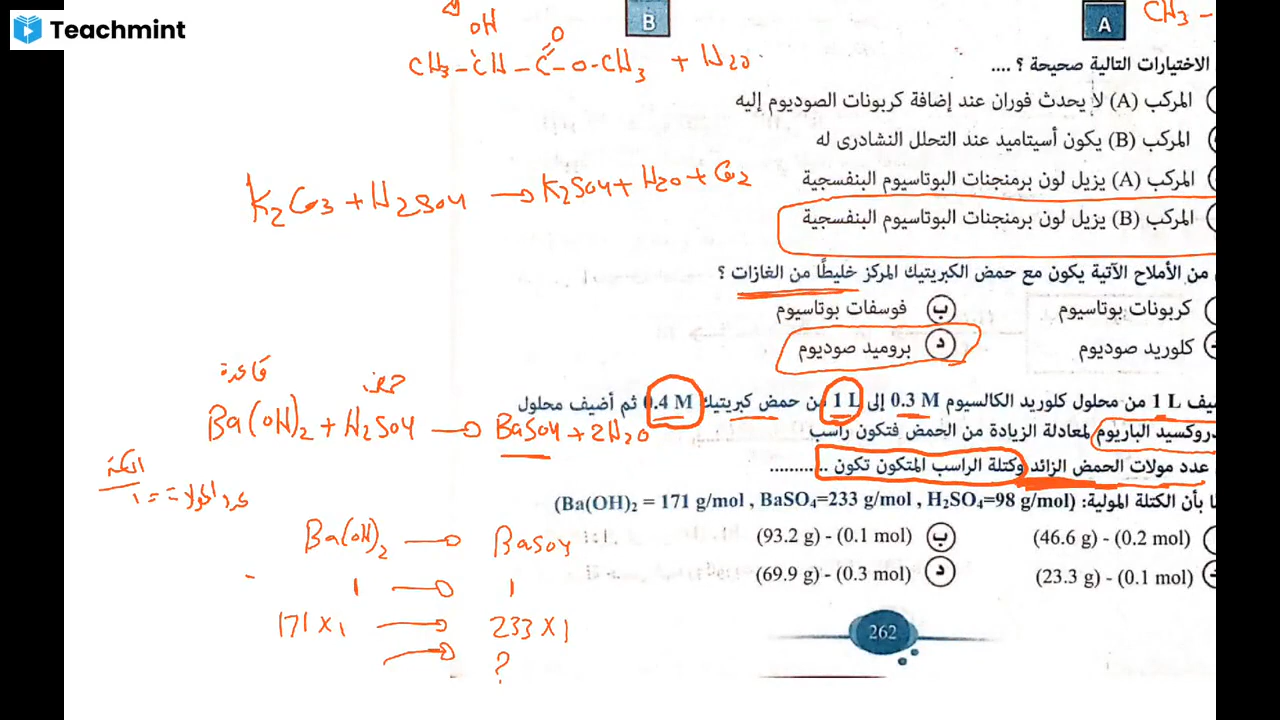 Teachmint
B
A
CH3 -
OH
O
CH3-CH-C-O-CH3 + H2O
الاختيارات التالية صحيحة ؟ ....
المركب (A) لا يحدث فوران عند إضافة كربونات الصوديوم إليه
المركب (B) يكون أسيتاميد عند التحلل النشادرى له
المركب (A) يزيل لون برمنجنات البوتاسيوم البنفسجية
المركب (B) يزيل لون برمنجنات البوتاسيوم البنفسجية
K2CO3 + H2SO4 → K2SO4 + H2O + CO2
من الأملاح الآتية يكون مع حمض الكبريتيك المركز خليطًا من الغازات ؟
كربونات بوتاسيوم
ب فوسفات بوتاسيوم
كلوريد صوديوم
د بروميد صوديوم
1 L من محلول كلوريد الكالسيوم 0.3 M إلى 1 L من حمض كبريتيك 0.4 M ثم أضيف محلول
الباريوم لمعادلة الزيادة من الحمض فتكون راسب
عدد مولات الحمض الزائد وكتلة الراسب المتكون تكون ............
بأن الكتلة المولية: (Ba(OH)2 = 171 g/mol , BaSO4=233 g/mol , H2SO4=98 g/mol)
(46.6 g) - (0.2 mol)
ب (93.2 g) - (0.1 mol)
(23.3 g) - (0.1 mol)
د (69.9 g) - (0.3 mol)
262
قاعدة
حمض
Ba(OH)2 + H2SO4 → BaSO4 + 2H2O
الكتلة
عدد المولات = 1
Ba(OH)2 → BaSO4
1 → 1
171 X 1 → 233 X 1
→ ?